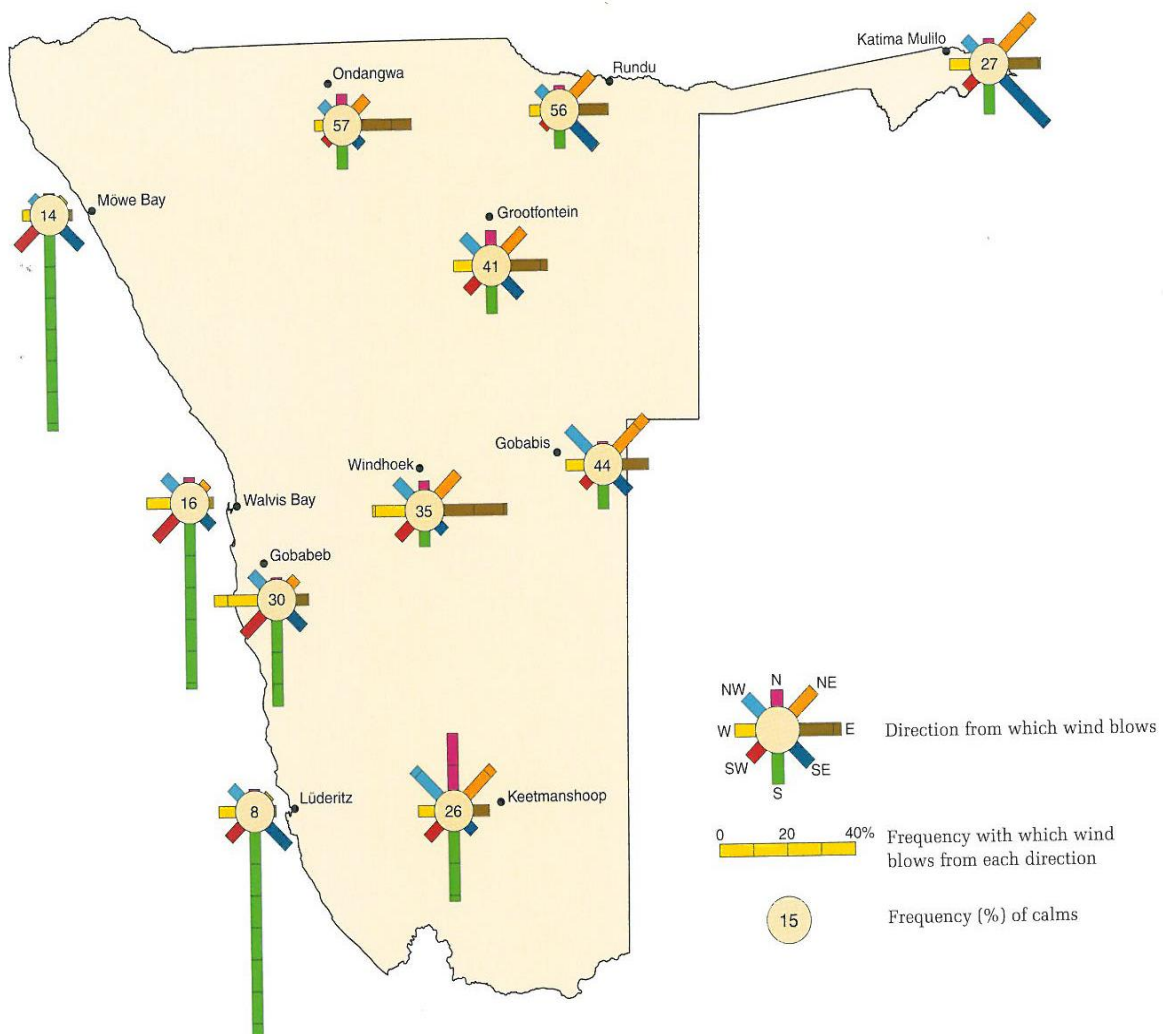 Katima Mulilo
27
Ondangwa
57
Rundu
56
Möwe Bay
14
Grootfontein
41
Gobabis
44
Windhoek
35
Walvis Bay
16
Gobabeb
30
Lüderitz
8
Keetmanshoop
26
N
NW
NE
W
E
SW
SE
S
Direction from which wind blows
0 20 40%
Frequency with which wind
blows from each direction
15
Frequency (%) of calms